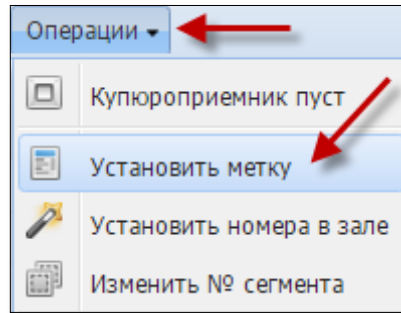 Операции
Купюроприемник пуст
Установить метку
Установить номера в зале
Изменить № сегмента